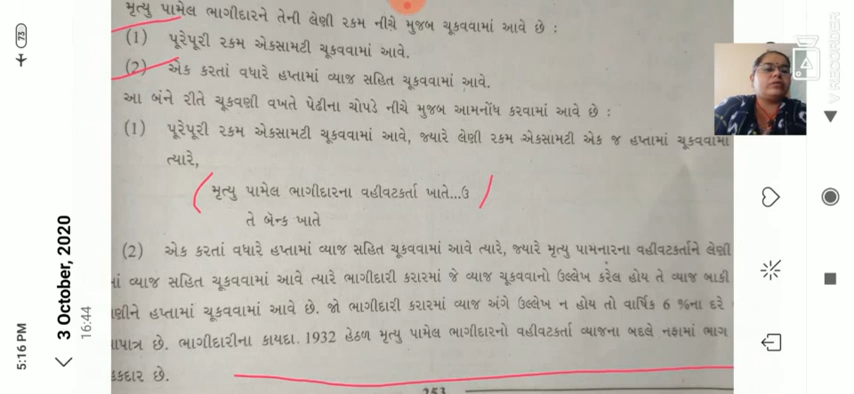 મૃત્યુ પામેલ ભાગીદારને તેની લેણી રકમ નીચે મુજબ ચૂકવવામાં આવે છે :
(1) પૂરેપૂરી રકમ એકસામટી ચૂકવવામાં આવે.
(2) એક કરતાં વધારે હપ્તામાં વ્યાજ સહિત ચૂકવવામાં આવે.
આ બંને રીતે ચૂકવણી વખતે પેઢીના ચોપડે નીચે મુજબ આમનોંધ કરવામાં આવે છે :
(1) પૂરેપૂરી રકમ એકસામટી ચૂકવવામાં આવે, જ્યારે લેણી રકમ એકસામટી એક જ હપ્તામાં ચૂકવવામાં
ત્યારે,
મૃત્યુ પામેલ ભાગીદારના વહીવટકર્તા ખાતે...ઉ
તે બૅન્ક ખાતે
(2) એક કરતાં વધારે હપ્તામાં વ્યાજ સહિત ચૂકવવામાં આવે ત્યારે, જ્યારે મૃત્યુ પામનારના વહીવટકર્તાને લેણી
માં વ્યાજ સહિત ચૂકવવામાં આવે ત્યારે ભાગીદારી કરારમાં જે વ્યાજ ચૂકવવાનો ઉલ્લેખ કરેલ હોય તે વ્યાજ બાકી
ણીને હપ્તામાં ચૂકવવામાં આવે છે. જો ભાગીદારી કરારમાં વ્યાજ અંગે ઉલ્લેખ ન હોય તો વાર્ષિક 6 %ના દરે
પાત્ર છે. ભાગીદારીના કાયદા, 1932 હેઠળ મૃત્યુ પામેલ ભાગીદારનો વહીવટકર્તા વ્યાજના બદલે નફામાં ભાગ
હકદાર છે.
73
3 October, 2020
16:44
5:16 PM
V RECORDER